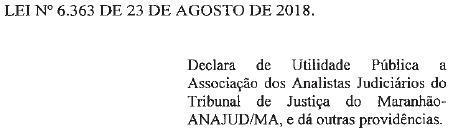 LEI Nº 6.363 DE 23 DE AGOSTO DE 2018.
Declara de Utilidade Pública a
Associação dos Analistas Judiciários do
Tribunal de Justiça do Maranhão-
ANAJUD/MA, e dá outras providências.